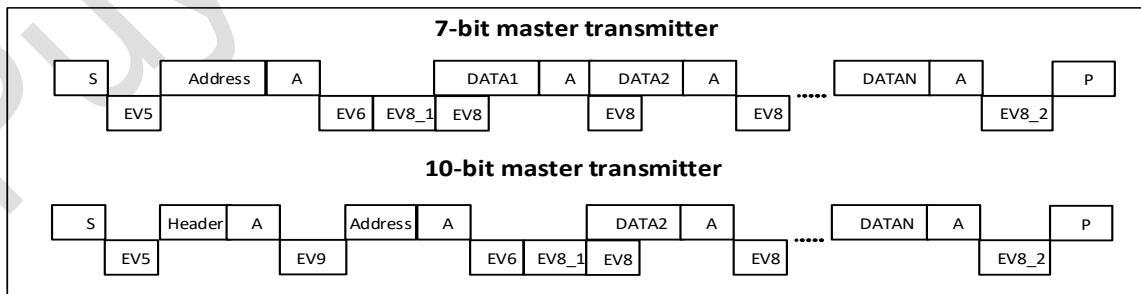 7-bit master transmitter
S Address A DATA1 A DATA2 A ...... DATAN A P
EV5 EV6 EV8_1 EV8 EV8 EV8 EV8_2
10-bit master transmitter
S Header A Address A DATA2 A ...... DATAN A P
EV5 EV9 EV6 EV8_1 EV8 EV8 EV8_2